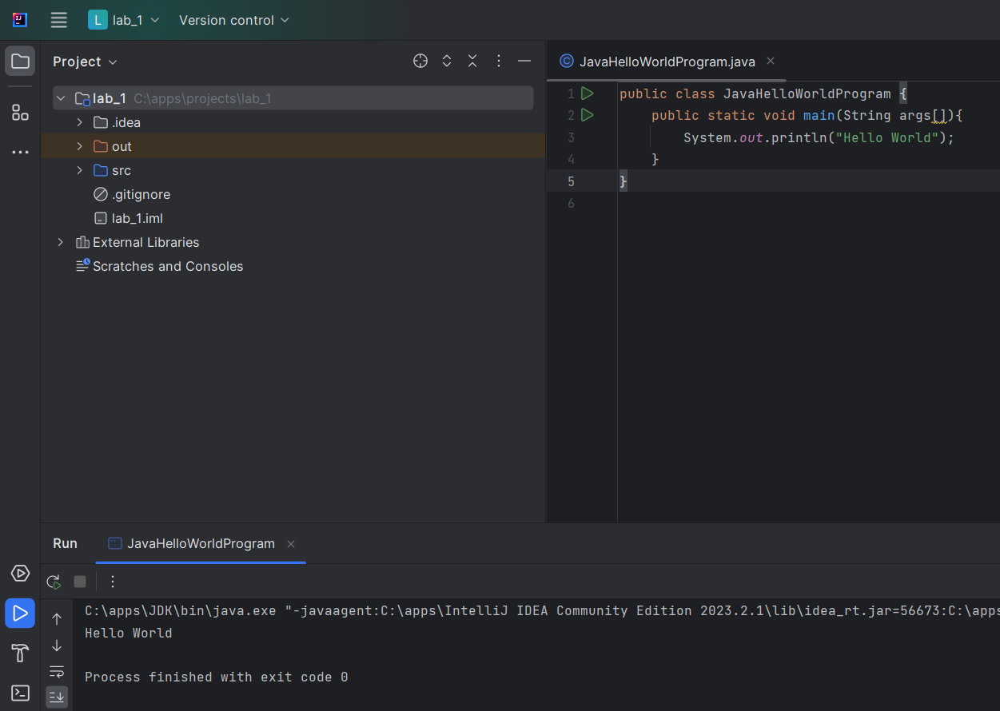 L lab_1 Version control
Project
JavaHelloWorldProgram.java
lab_1 C:\apps\projects\lab_1
.idea
out
src
.gitignore
lab_1.iml
External Libraries
Scratches and Consoles
1 public class JavaHelloWorldProgram {
2 public static void main(String args[]){
3 System.out.println("Hello World");
4 }
5 }
6
Run JavaHelloWorldProgram
C:\apps\JDK\bin\java.exe "-javaagent:C:\apps\IntelliJ IDEA Community Edition 2023.2.1\lib\idea_rt.jar=56673:C:\apps
Hello World
Process finished with exit code 0